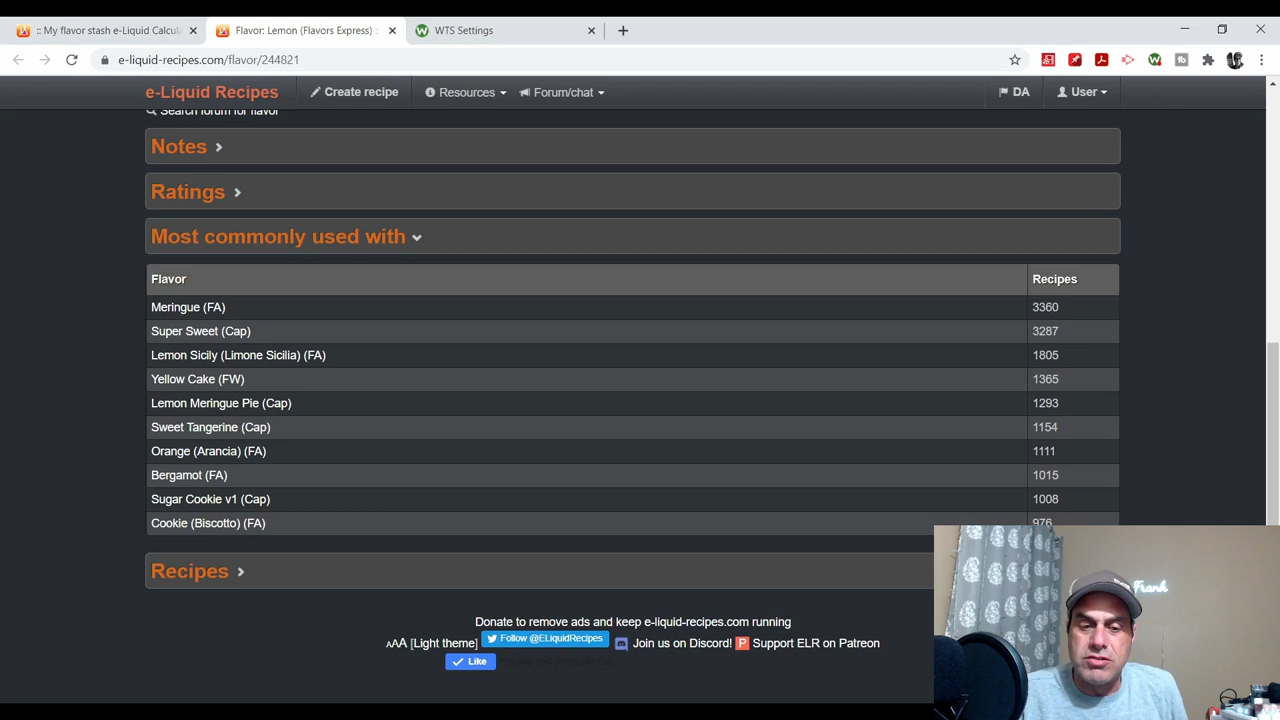 :: My flavor stash e-Liquid Calcul
Flavor: Lemon (Flavors Express) ::
WTS Settings
e-liquid-recipes.com/flavor/244821
e-Liquid Recipes
Create recipe
Resources
Forum/chat
DA
User
Search forum for flavor
Notes
Ratings
Most commonly used with
Flavor Recipes
Meringue (FA) 3360
Super Sweet (Cap) 3287
Lemon Sicily (Limone Sicilia) (FA) 1805
Yellow Cake (FW) 1365
Lemon Meringue Pie (Cap) 1293
Sweet Tangerine (Cap) 1154
Orange (Arancia) (FA) 1111
Bergamot (FA) 1015
Sugar Cookie v1 (Cap) 1008
Cookie (Biscotto) (FA) 976
Recipes
Donate to remove ads and keep e-liquid-recipes.com running
AAA [Light theme] Follow @ELiquidRecipes Join us on Discord! Support ELR on Patreon
Like
Frank